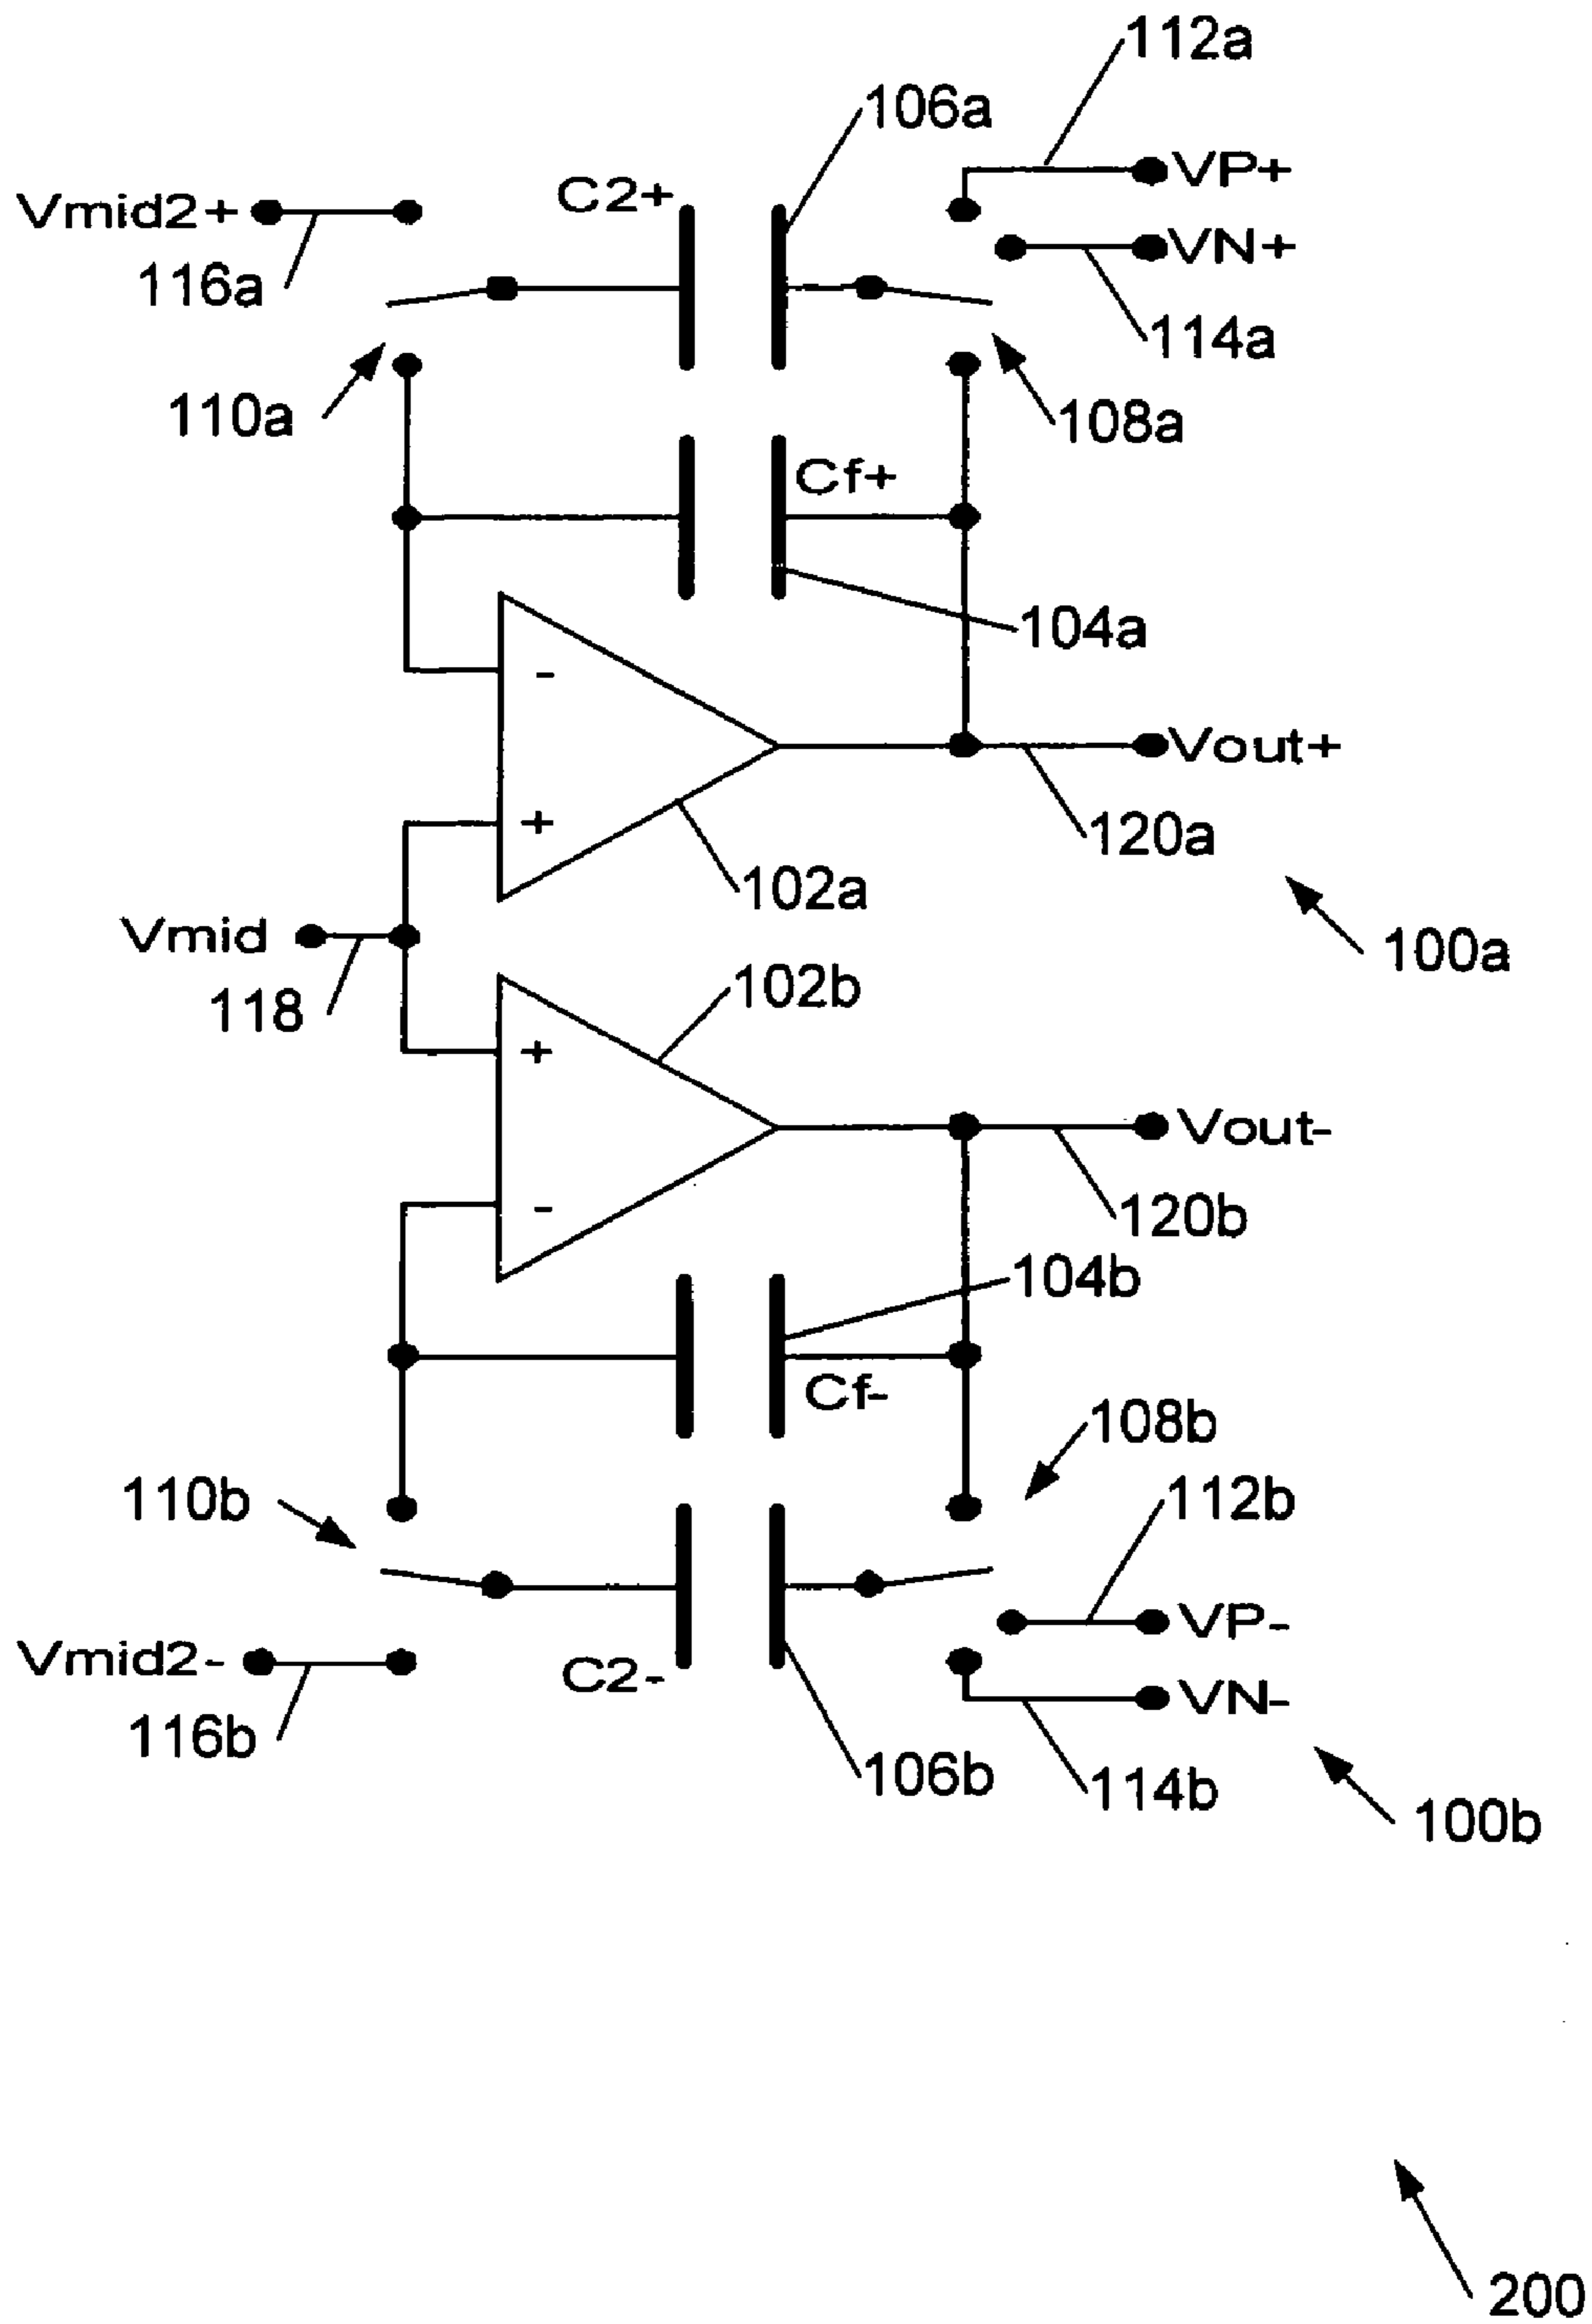 112a
106a
VP+
C2+
Vmid2+
VN+
116a
114a
110a
108a
Cf+
104a
-
Vout+
+
120a
102a
Vmid
100a
102b
118
+
Vout-
-
120b
104b
Cf-
108b
110b
112b
VP-
Vmid2-
C2-
VN-
116b
106b
114b
100b
200